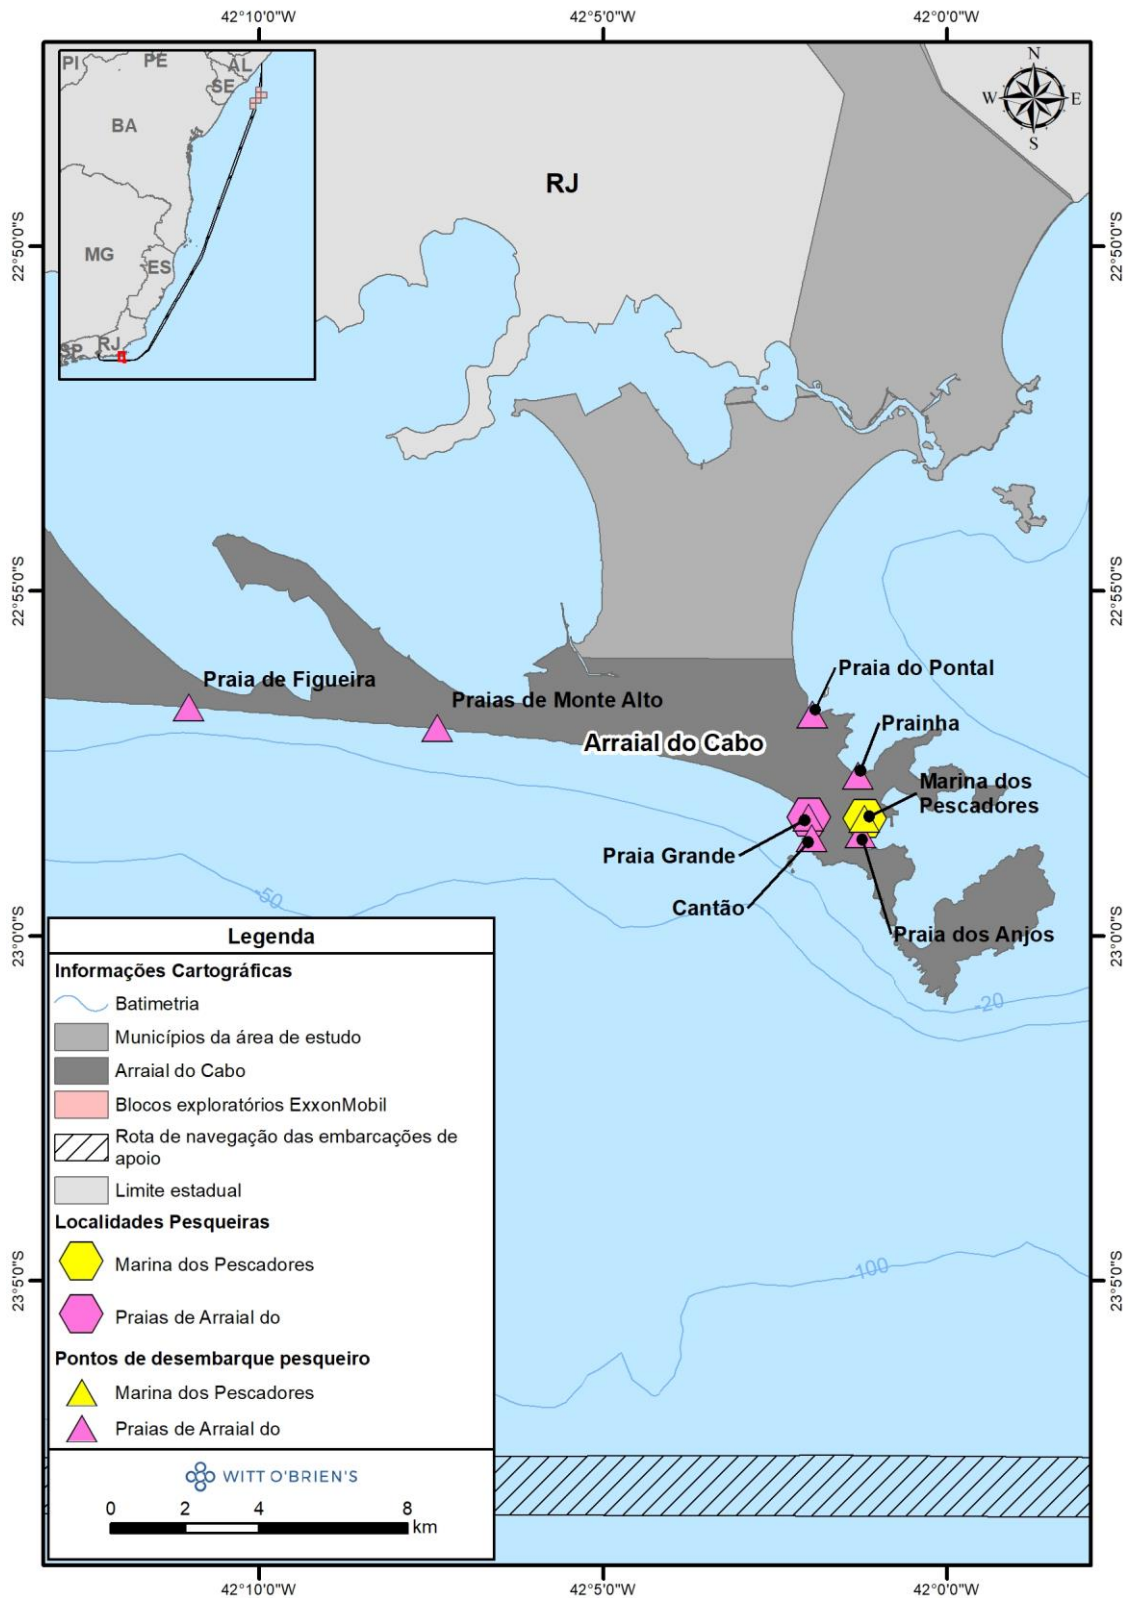 42°10'0"W
42°5'0"W
42°0'0"W
PI
PE
AL
SE
BA
MG
ES
RJ
SP
N
W
E
S
RJ
22°50'0"S
22°50'0"S
22°55'0"S
22°55'0"S
Praia de Figueira
Praias de Monte Alto
Arraial do Cabo
Praia do Pontal
Prainha
Marina dos
Pescadores
Praia Grande
Cantão
Praia dos Anjos
-50
-20
-100
23°0'0"S
23°0'0"S
23°5'0"S
23°5'0"S
Legenda
Informações Cartográficas
Batimetria
Municípios da área de estudo
Arraial do Cabo
Blocos exploratórios ExxonMobil
Rota de navegação das embarcações de
apoio
Limite estadual
Localidades Pesqueiras
Marina dos Pescadores
Praias de Arraial do
Pontos de desembarque pesqueiro
Marina dos Pescadores
Praias de Arraial do
WITT O'BRIEN'S
0 2 4 8
km
42°10'0"W
42°5'0"W
42°0'0"W